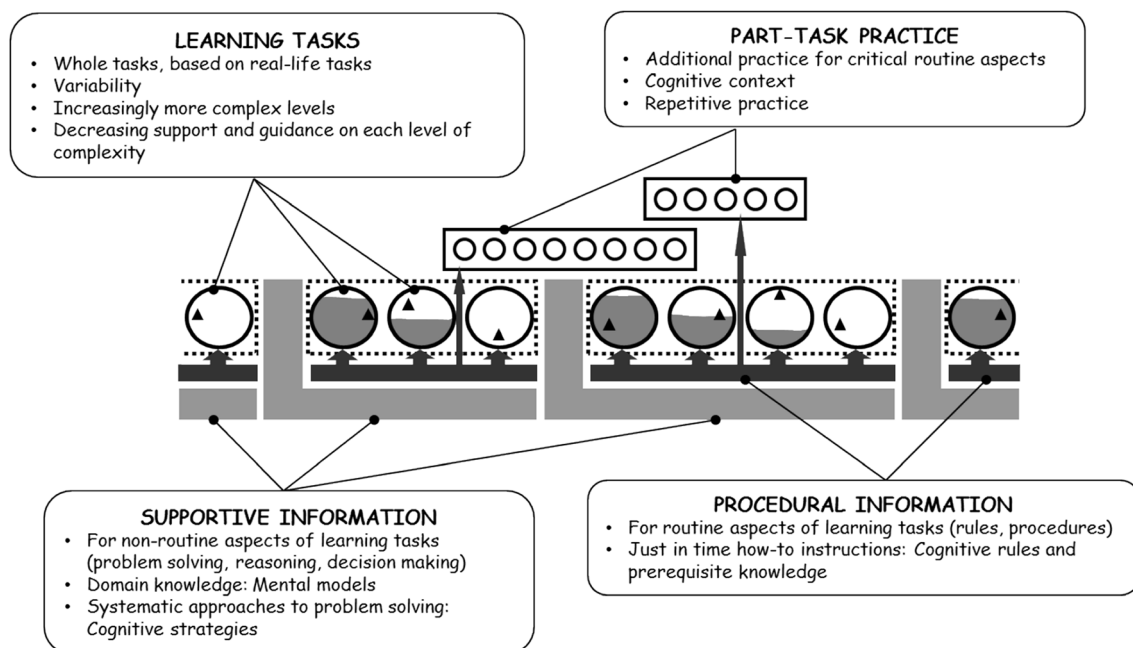 LEARNING TASKS
• Whole tasks, based on real-life tasks
• Variability
• Increasingly more complex levels
• Decreasing support and guidance on each level of
complexity
PART-TASK PRACTICE
• Additional practice for critical routine aspects
• Cognitive context
• Repetitive practice
SUPPORTIVE INFORMATION
• For non-routine aspects of learning tasks
(problem solving, reasoning, decision making)
• Domain knowledge: Mental models
• Systematic approaches to problem solving:
Cognitive strategies
PROCEDURAL INFORMATION
• For routine aspects of learning tasks (rules, procedures)
• Just in time how-to instructions: Cognitive rules and
prerequisite knowledge